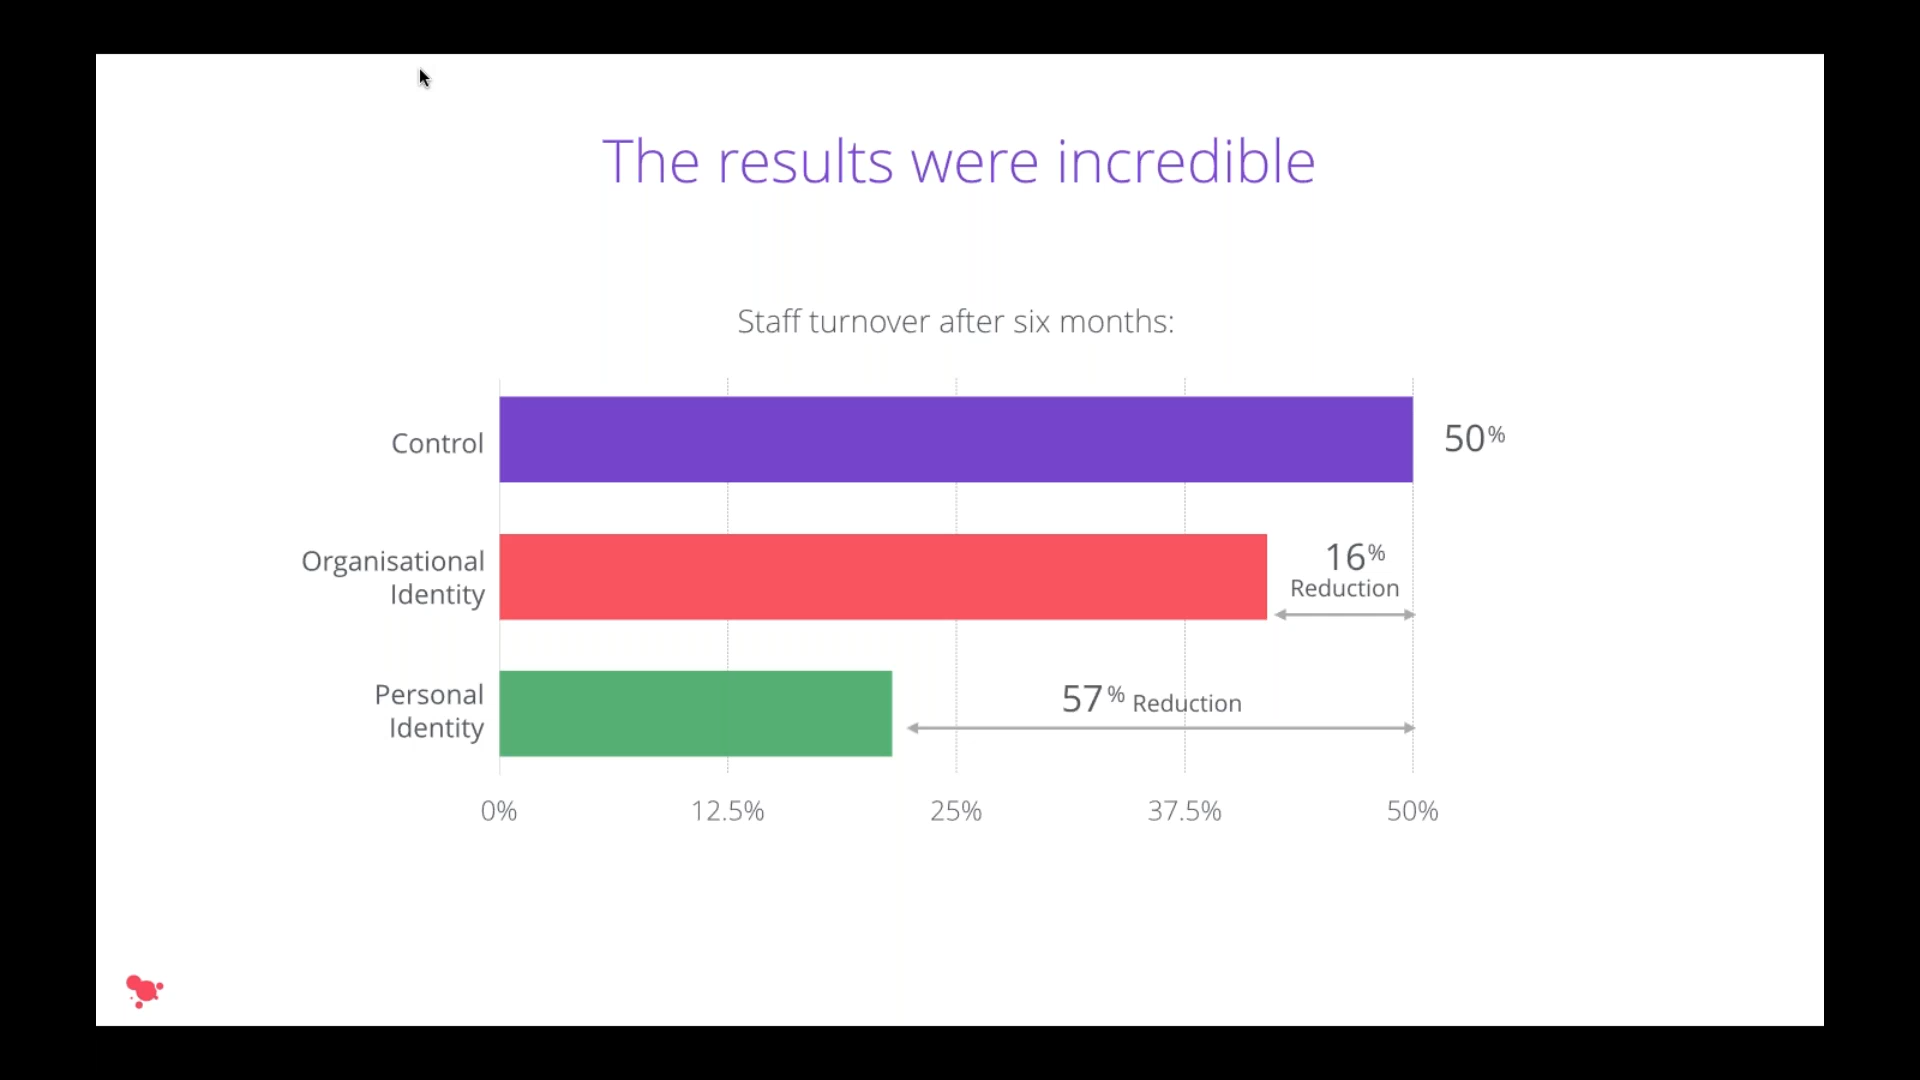 The results were incredible
Staff turnover after six months:
Control
50%
Organisational
Identity
16%
Reduction
Personal
Identity
57% Reduction
0% 12.5% 25% 37.5% 50%